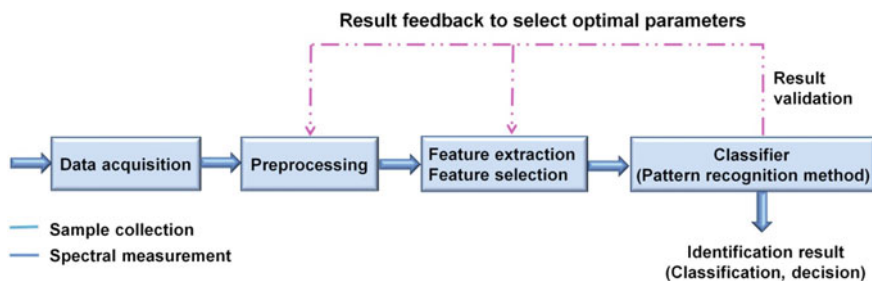 Result feedback to select optimal parameters
Result
validation
Data acquisition
Preprocessing
Feature extraction
Feature selection
Classifier
(Pattern recognition method)
Sample collection
Spectral measurement
Identification result
(Classification, decision)